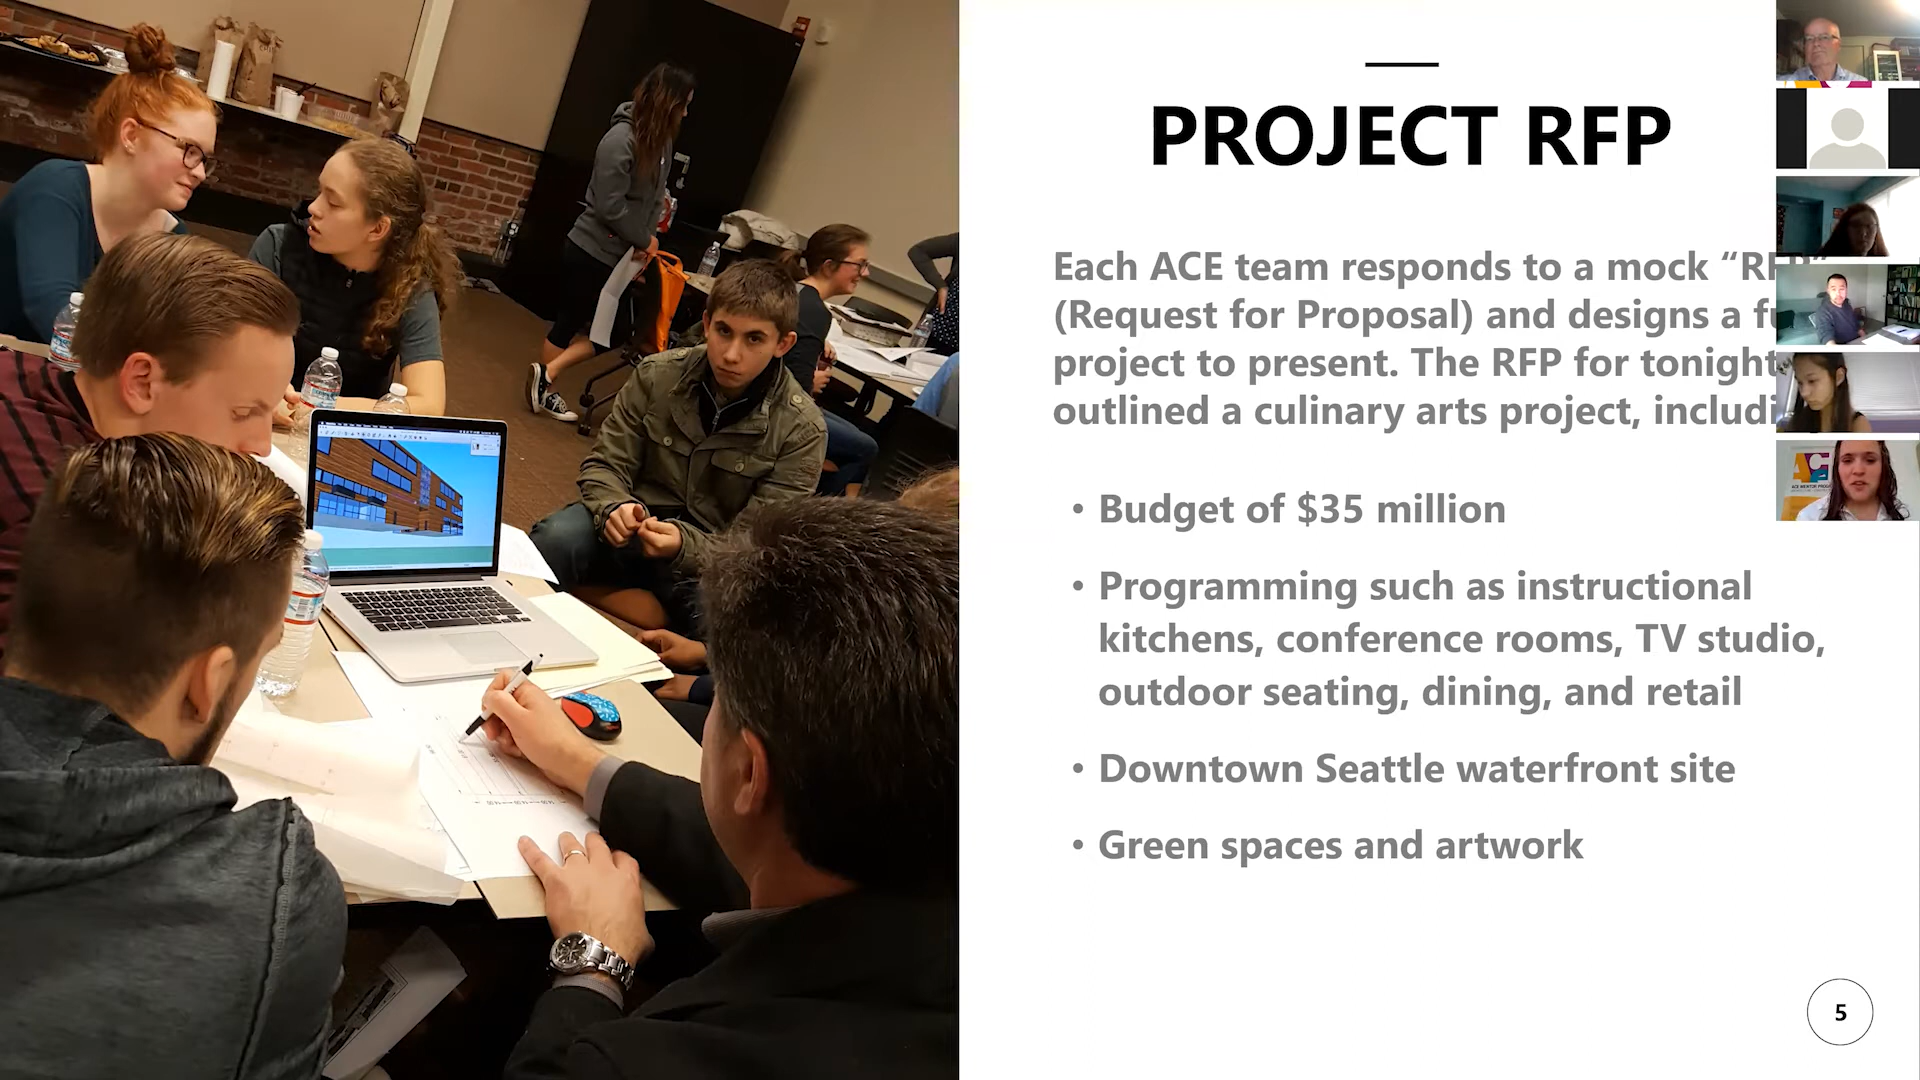 PROJECT RFP
Each ACE team responds to a mock
(Request for Proposal) and designs a
project to present. The RFP for tonight
outlined a culinary arts project,
• Budget of $35 million
• Programming such as instructional
kitchens, conference rooms, TV studio,
outdoor seating, dining, and retail
• Downtown Seattle waterfront site
• Green spaces and artwork
ACE
5